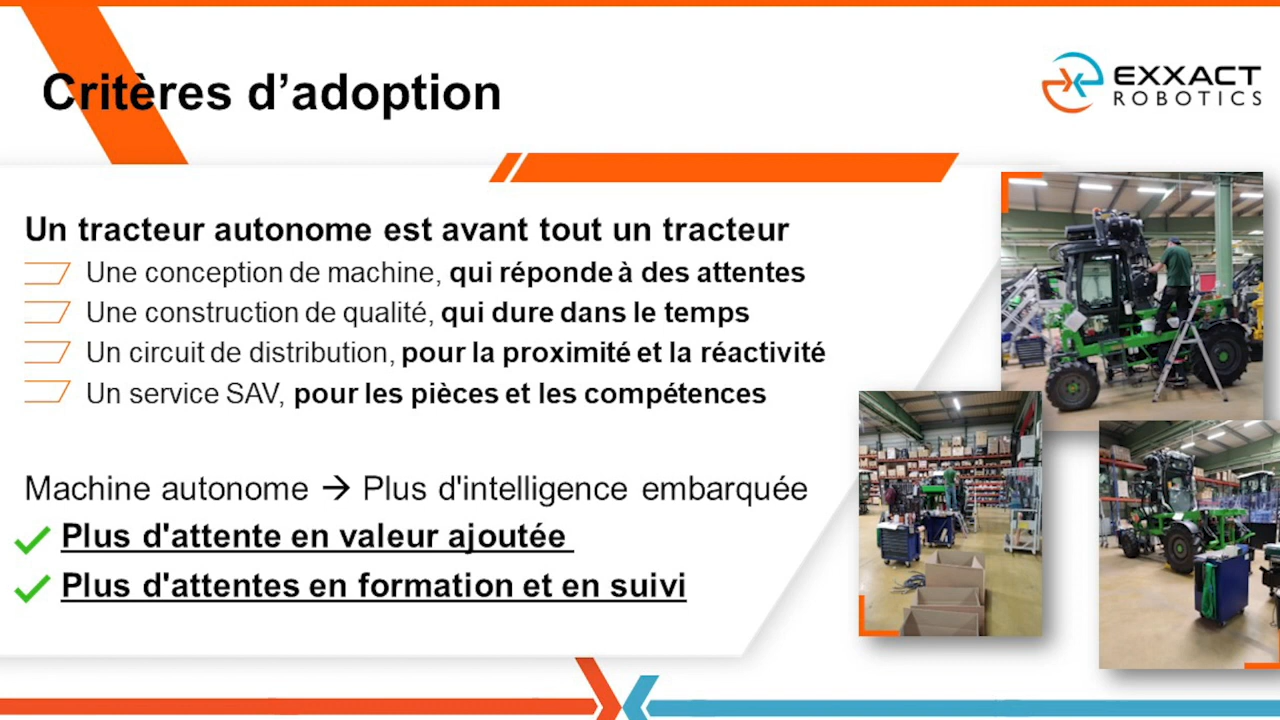 Critères d’adoption
EXXACT
ROBOTICS
Un tracteur autonome est avant tout un tracteur
Une conception de machine, qui réponde à des attentes
Une construction de qualité, qui dure dans le temps
Un circuit de distribution, pour la proximité et la réactivité
Un service SAV, pour les pièces et les compétences
Machine autonome → Plus d'intelligence embarquée
Plus d'attente en valeur ajoutée
Plus d'attentes en formation et en suivi